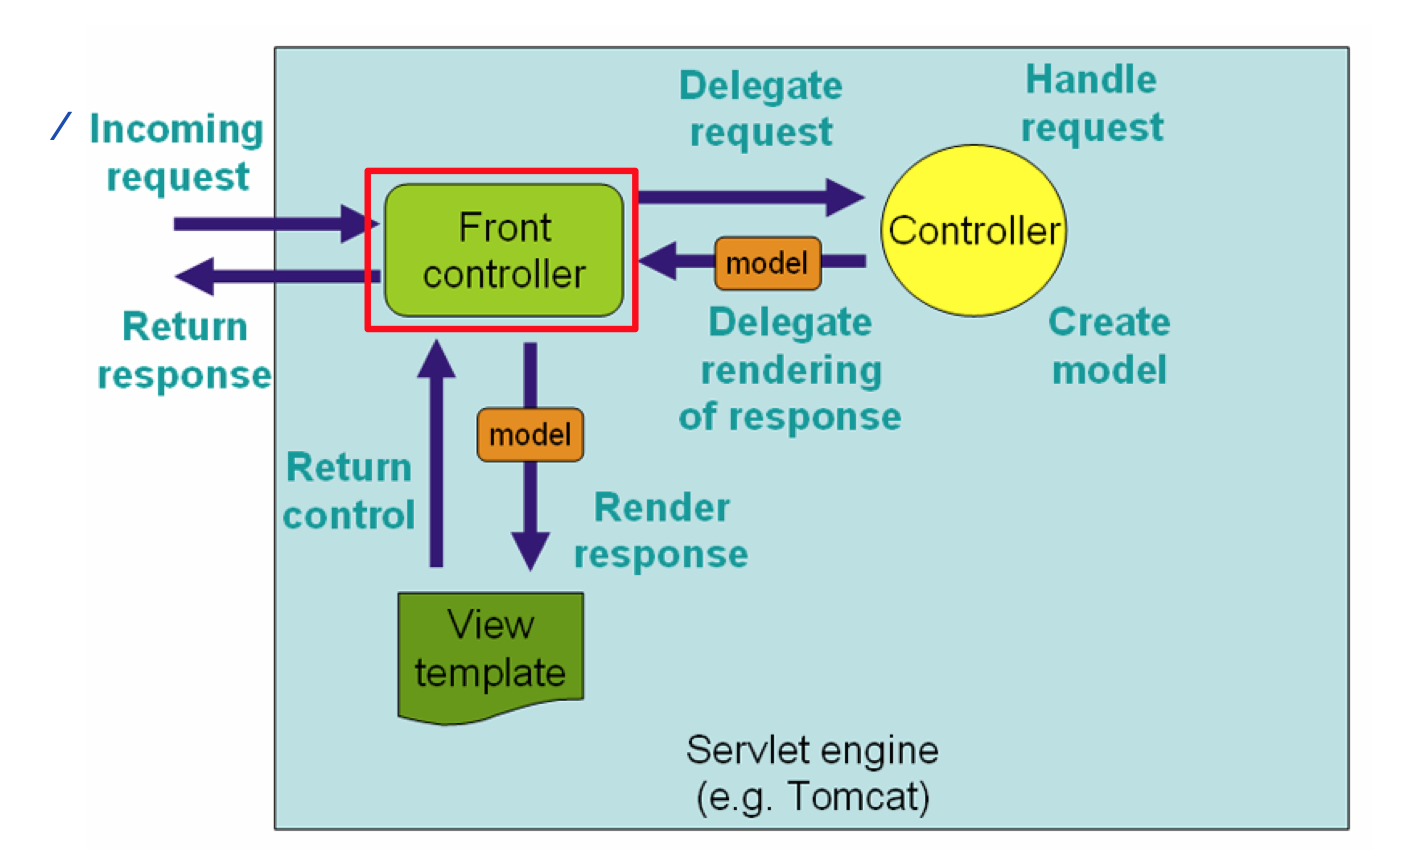 / Incoming
request
Return
response
Front
controller
Delegate
request
model
Delegate
rendering
of response
Handle
request
Controller
Create
model
Return
control
model
Render
response
View
template
Servlet engine
(e.g. Tomcat)